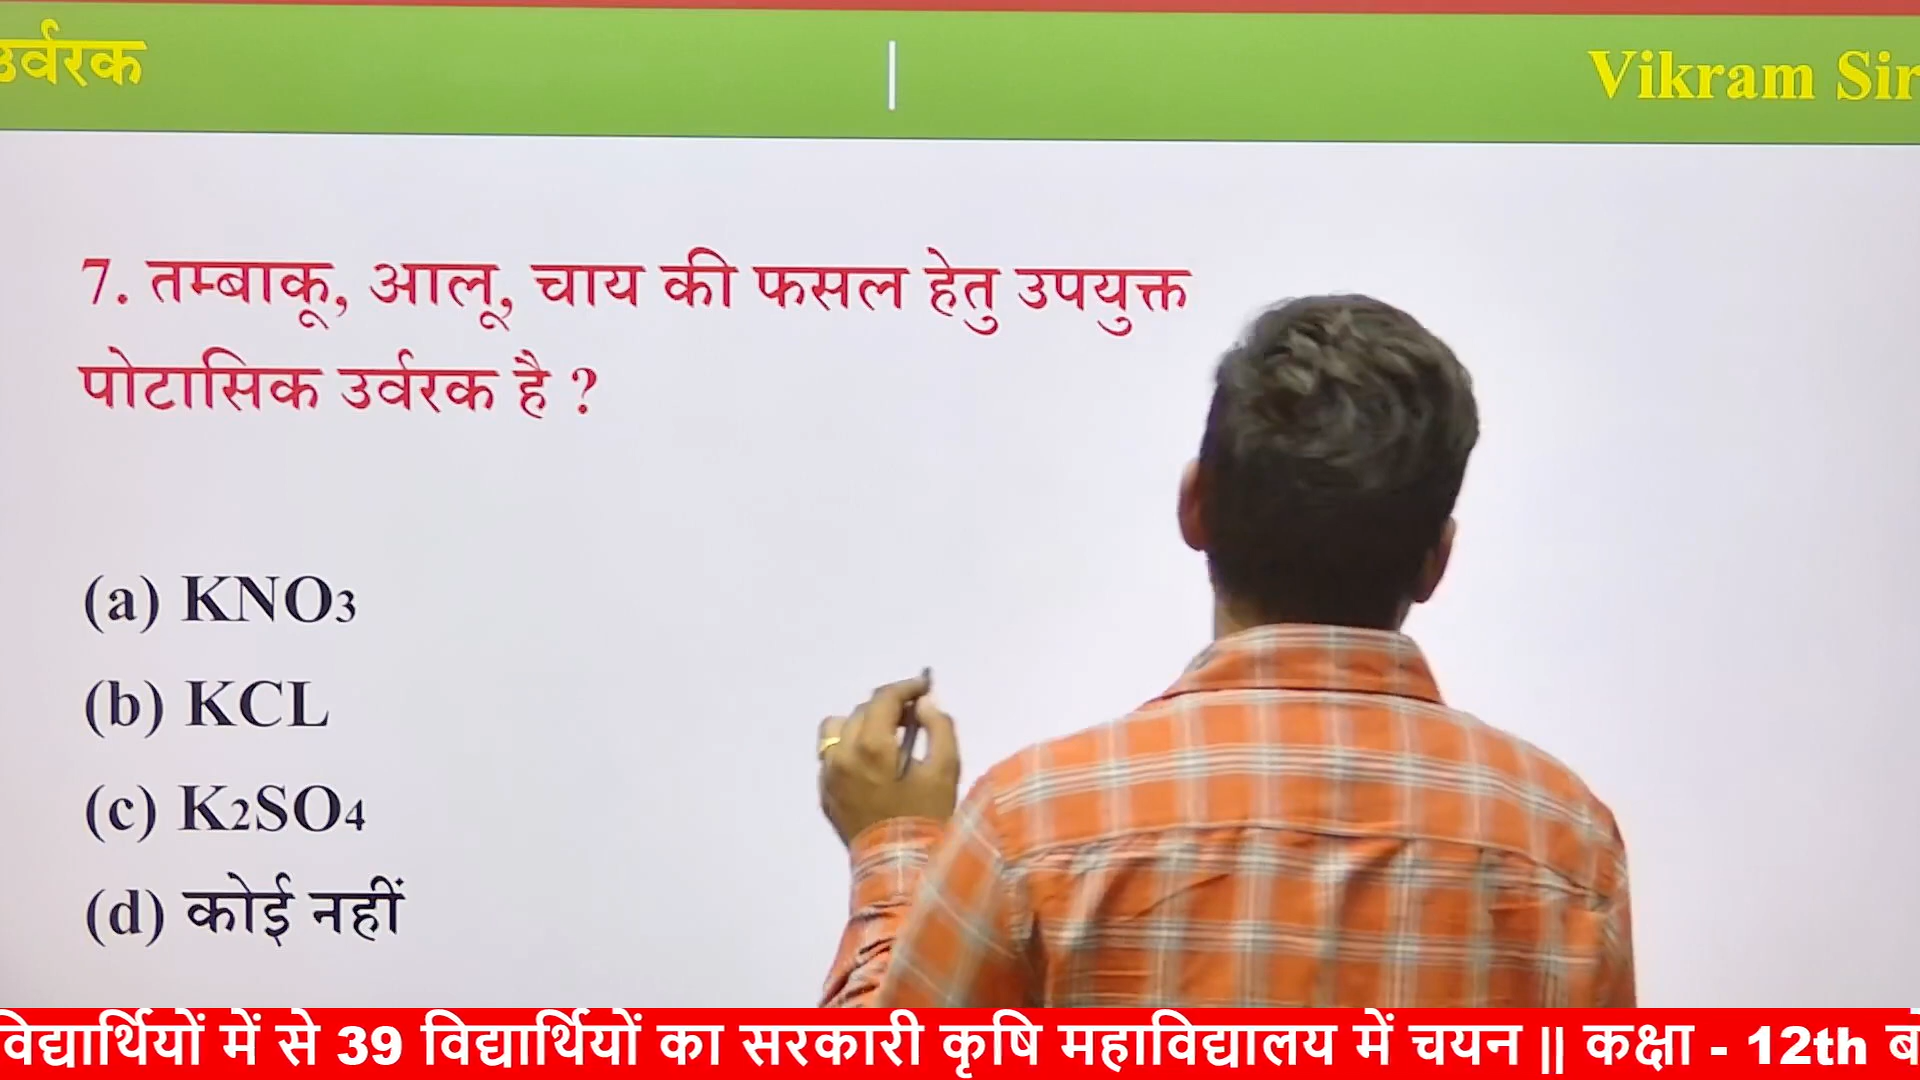 उर्वरक | Vikram Sir
7. तम्बाकू, आलू, चाय की फसल हेतु उपयुक्त
पोटासिक उर्वरक है ?
(a) KNO3
(b) KCL
(c) K2SO4
(d) कोई नहीं
विद्यार्थियों में से 39 विद्यार्थियों का सरकारी कृषि महाविद्यालय में चयन || कक्षा - 12th